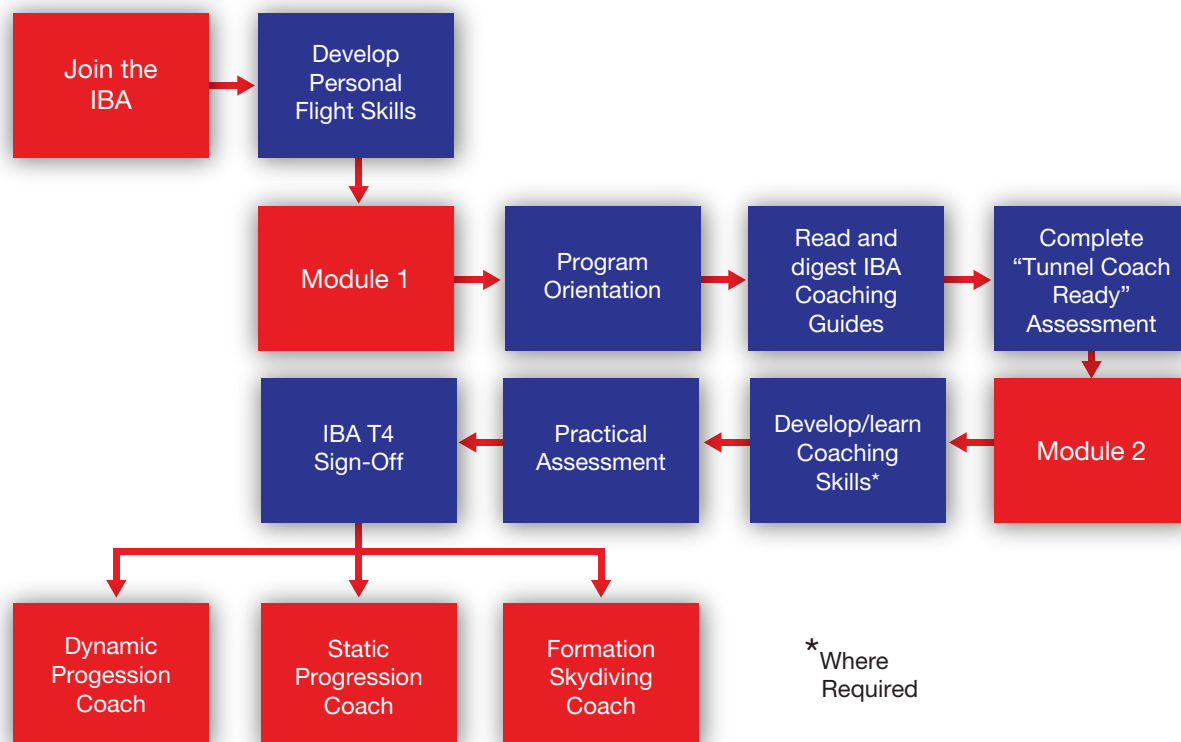 Join the
IBA
Develop
Personal
Flight Skills
Module 1
Program
Orientation
Read and
digest IBA
Coaching
Guides
Complete
“Tunnel Coach
Ready”
Assessment
Module 2
Develop/learn
Coaching
Skills*
Practical
Assessment
IBA T4
Sign-Off
Dynamic
Progession
Coach
Static
Progression
Coach
Formation
Skydiving
Coach
*Where
Required